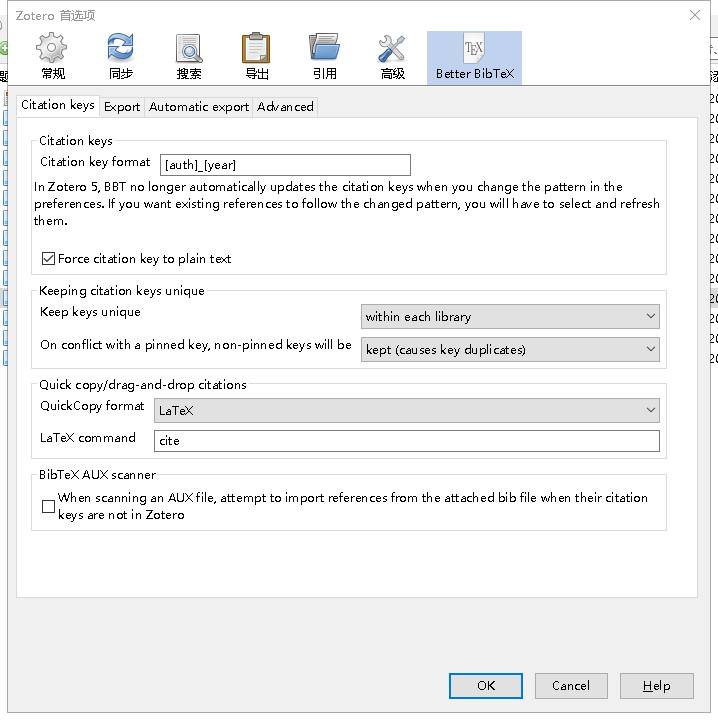 Zotero 首选项
常规
同步
搜索
导出
引用
高级
Better BibTeX
Citation keys
Export
Automatic export
Advanced
Citation keys
Citation key format
[auth]_[year]
In Zotero 5, BBT no longer automatically updates the citation keys when you change the pattern in the
preferences. If you want existing references to follow the changed pattern, you will have to select and refresh
them.
Force citation key to plain text
Keeping citation keys unique
Keep keys unique
within each library
On conflict with a pinned key, non-pinned keys will be
kept (causes key duplicates)
Quick copy/drag-and-drop citations
QuickCopy format
LaTeX
LaTeX command
cite
BibTeX AUX scanner
When scanning an AUX file, attempt to import references from the attached bib file when their citation
keys are not in Zotero
OK
Cancel
Help